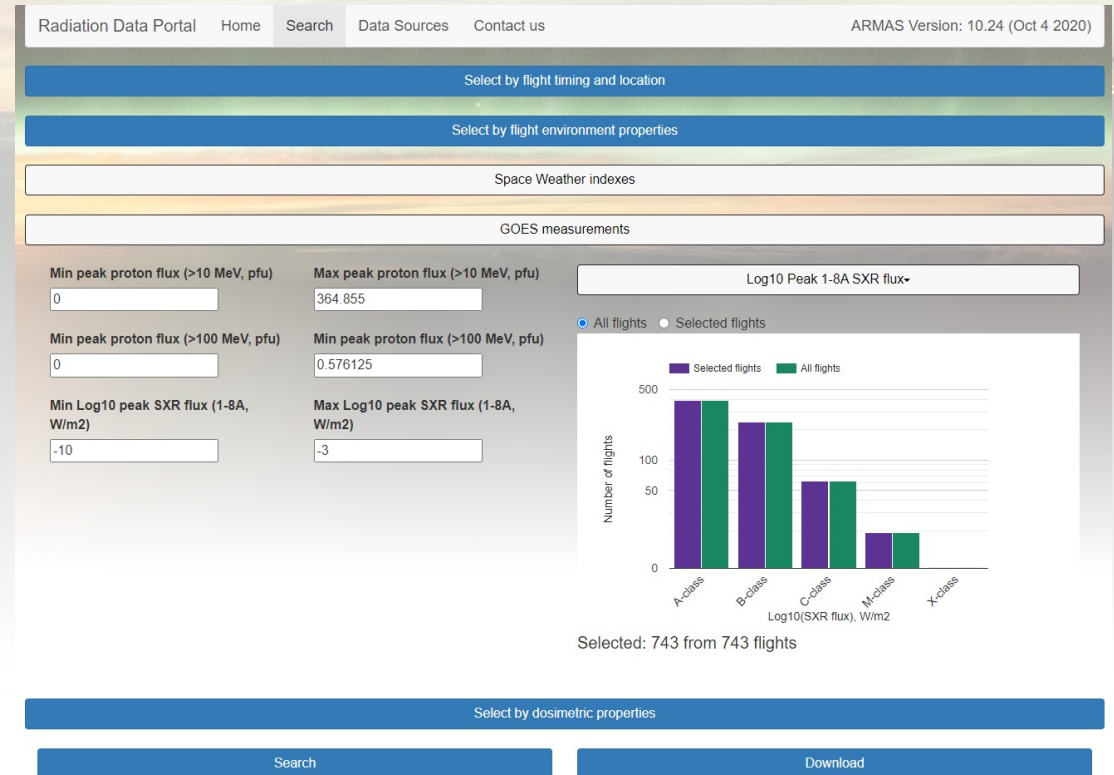 Radiation Data Portal Home Search Data Sources Contact us ARMAS Version: 10.24 (Oct 4 2020)
Select by flight timing and location
Select by flight environment properties
Space Weather indexes
GOES measurements
Min peak proton flux (>10 MeV, pfu)
0
Max peak proton flux (>10 MeV, pfu)
364.855
Min peak proton flux (>100 MeV, pfu)
0
Min peak proton flux (>100 MeV, pfu)
0.576125
Min Log10 peak SXR flux (1-8A,
W/m2)
-10
Max Log10 peak SXR flux (1-8A,
W/m2)
-3
Log10 Peak 1-8A SXR flux
All flights Selected flights
Selected flights All flights
Number of flights
500
100
50
0
A-class B-class C-class M-class X-class
Log10(SXR flux), W/m2
Selected: 743 from 743 flights
Select by dosimetric properties
Search Download